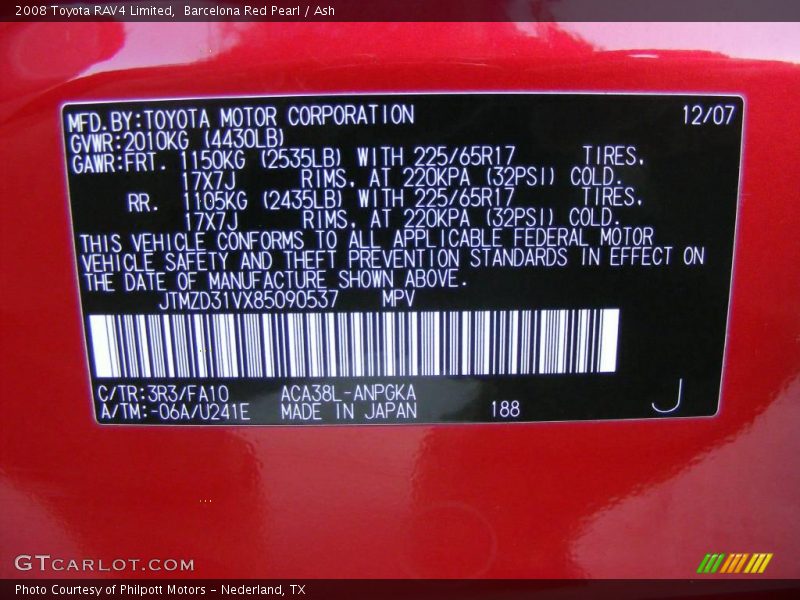 2008 Toyota RAV4 Limited,  Barcelona Red Pearl / Ash
MFD.BY:TOYOTA MOTOR CORPORATION 12/07
GVWR:2010KG (4430LB)
GAWR:FRT. 1150KG (2535LB) WITH 225/65R17 TIRES,
17X7J RIMS, AT 220KPA (32PSI) COLD.
RR. 1105KG (2435LB) WITH 225/65R17 TIRES,
17X7J RIMS, AT 220KPA (32PSI) COLD.
THIS VEHICLE CONFORMS TO ALL APPLICABLE FEDERAL MOTOR
VEHICLE SAFETY AND THEFT PREVENTION STANDARDS IN EFFECT ON
THE DATE OF MANUFACTURE SHOWN ABOVE.
JTMZD31VX85090537 MPV
C/TR:3R3/FA10 ACA38L-ANPGKA
A/TM:-06A/U241E MADE IN JAPAN 188 J
GTCARLOT.COM
Photo Courtesy of Philpott Motors - Nederland, TX